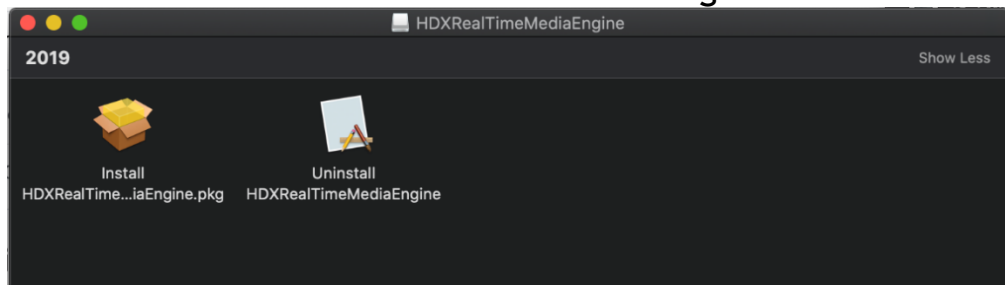 HDXRealTimeMediaEngine
2019 Show Less
Install Uninstall
HDXRealTime...iaEngine.pkg HDXRealTimeMediaEngine